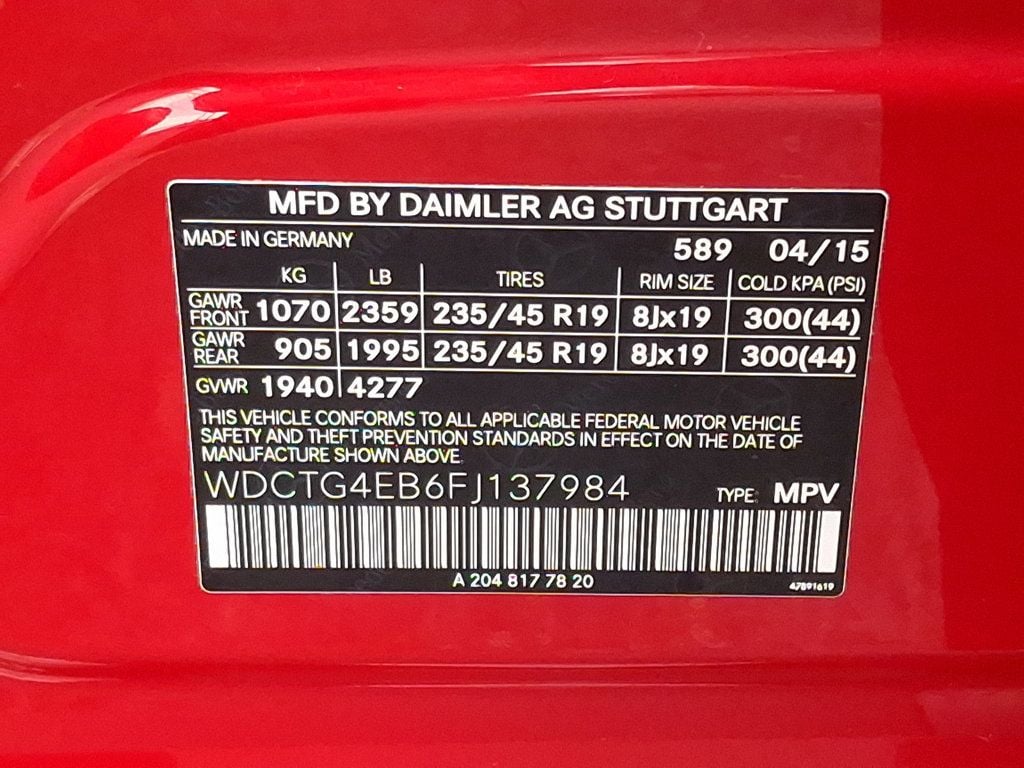 MFD BY DAIMLER AG STUTTGART
MADE IN GERMANY 589 04/15
KG LB TIRES RIM SIZE COLD KPA (PSI)
GAWR FRONT 1070 2359 235/45 R19 8Jx19 300(44)
GAWR REAR 905 1995 235/45 R19 8Jx19 300(44)
GVWR 1940 4277
THIS VEHICLE CONFORMS TO ALL APPLICABLE FEDERAL MOTOR VEHICLE
SAFETY AND THEFT PREVENTION STANDARDS IN EFFECT ON THE DATE OF
MANUFACTURE SHOWN ABOVE.
WDCTG4EB6FJ137984 TYPE: MPV
A 204 817 78 20 47891619